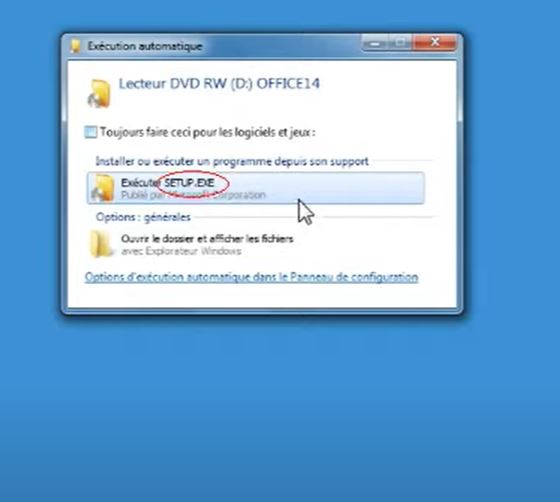 Exécution automatique
Lecteur DVD RW (D:) OFFICE14
Toujours faire ceci pour les logiciels et jeux :
Installer ou exécuter un programme depuis son support
Exécuter SETUP.EXE
Publié par Microsoft Corporation
Options : générales
Ouvrir le dossier et afficher les fichiers
avec Explorateur Windows
Options d'exécution automatique dans le Panneau de configuration